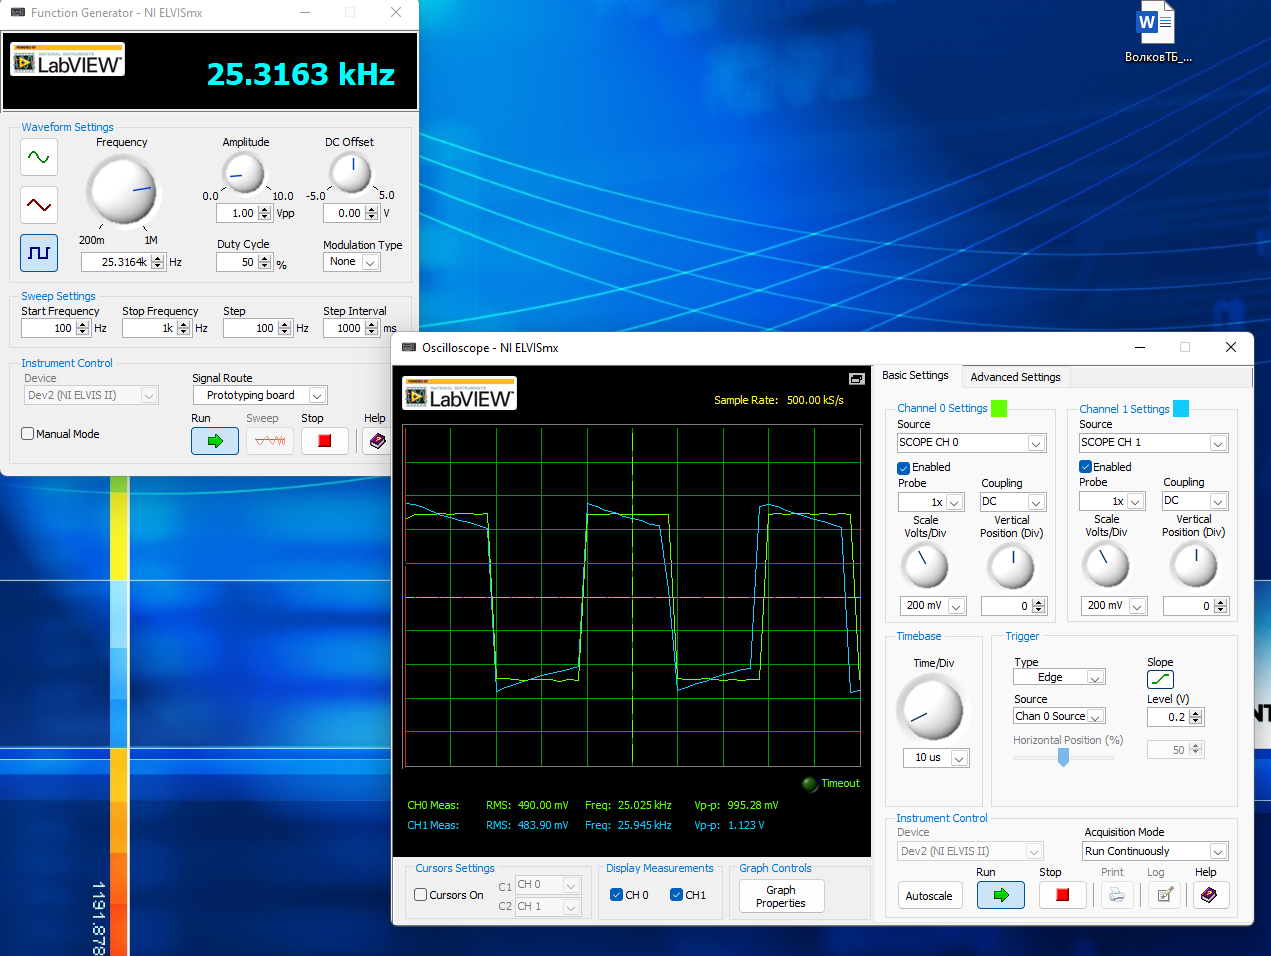 Function Generator - NI ELVISmx
POWERED BY
NATIONAL INSTRUMENTS
LabVIEW™
25.3163 kHz
Waveform Settings
Frequency
Amplitude
DC Offset
0.0
10.0
-5.0
5.0
1.00 Vpp
0.00 V
200m
1M
25.3164k Hz
Duty Cycle
50 %
Modulation Type
None
Sweep Settings
Start Frequency
Stop Frequency
Step
Step Interval
100 Hz
1k Hz
100 Hz
1000 ms
Instrument Control
Device
Dev2 (NI ELVIS II)
Signal Route
Prototyping board
Manual Mode
Run
Sweep
Stop
Help
W
ВолковТБ_...
1191.878
NT
Oscilloscope - NI ELVISmx
POWERED BY
NATIONAL INSTRUMENTS
LabVIEW™
Sample Rate: 500.00 kS/s
Timeout
CH0 Meas: RMS: 490.00 mV Freq: 25.025 kHz Vp-p: 995.28 mV
CH1 Meas: RMS: 483.90 mV Freq: 25.945 kHz Vp-p: 1.123 V
Cursors Settings
Cursors On
C1 CH 0
C2 CH 1
Display Measurements
CH 0
CH1
Graph Controls
Graph
Properties
Basic Settings
Advanced Settings
Channel 0 Settings
Source
SCOPE CH 0
Enabled
Probe
1x
Coupling
DC
Scale
Volts/Div
Vertical
Position (Div)
200 mV
0
Channel 1 Settings
Source
SCOPE CH 1
Enabled
Probe
1x
Coupling
DC
Scale
Volts/Div
Vertical
Position (Div)
200 mV
0
Timebase
Time/Div
10 us
Trigger
Type
Edge
Slope
Source
Chan 0 Source
Level (V)
0.2
Horizontal Position (%)
50
Instrument Control
Device
Dev2 (NI ELVIS II)
Acquisition Mode
Run Continuously
Autoscale
Run
Stop
Print
Log
Help